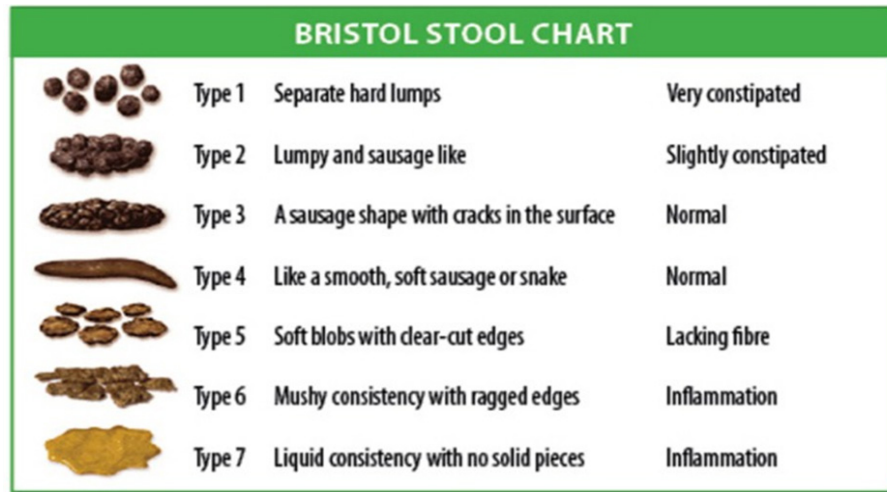 BRISTOL STOOL CHART
Type 1 Separate hard lumps Very constipated
Type 2 Lumpy and sausage like Slightly constipated
Type 3 A sausage shape with cracks in the surface Normal
Type 4 Like a smooth, soft sausage or snake Normal
Type 5 Soft blobs with clear-cut edges Lacking fibre
Type 6 Mushy consistency with ragged edges Inflammation
Type 7 Liquid consistency with no solid pieces Inflammation